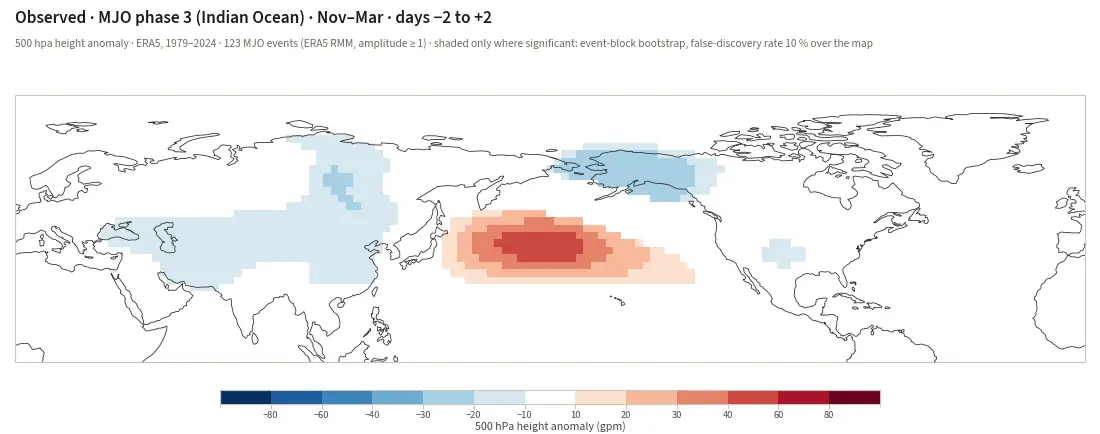 Observed · MJO phase 3 (Indian Ocean) · Nov–Mar · days −2 to +2
500 hpa height anomaly · ERA5, 1979–2024 · 123 MJO events (ERA5 RMM, amplitude ≥ 1) · shaded only where significant: event-block bootstrap, false-discovery rate 10 % over the map
−80 −60 −40 −30 −20 −10 10 20 30 40 60 80
500 hPa height anomaly (gpm)